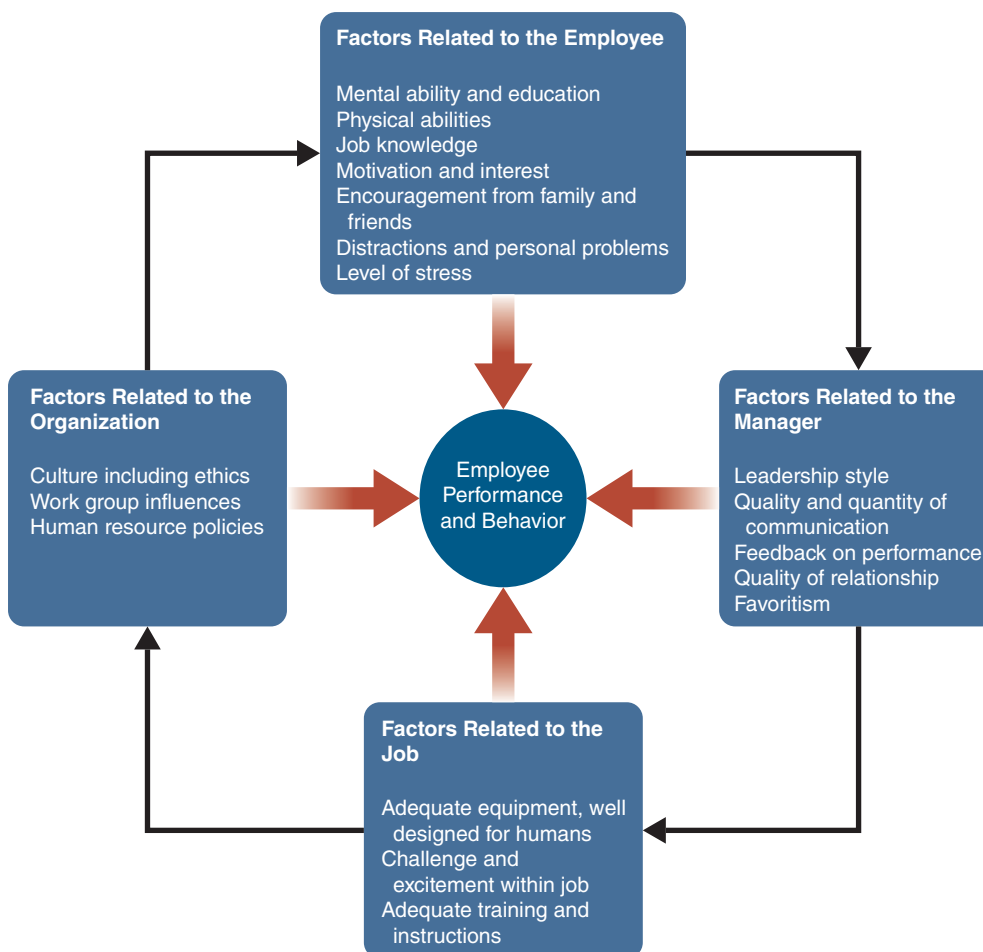 Factors Related to the Employee
Mental ability and education
Physical abilities
Job knowledge
Motivation and interest
Encouragement from family and
friends
Distractions and personal problems
Level of stress
Factors Related to the
Organization
Culture including ethics
Work group influences
Human resource policies
Employee
Performance
and Behavior
Factors Related to the
Manager
Leadership style
Quality and quantity of
communication
Feedback on performance
Quality of relationship
Favoritism
Factors Related to the
Job
Adequate equipment, well
designed for humans
Challenge and
excitement within job
Adequate training and
instructions